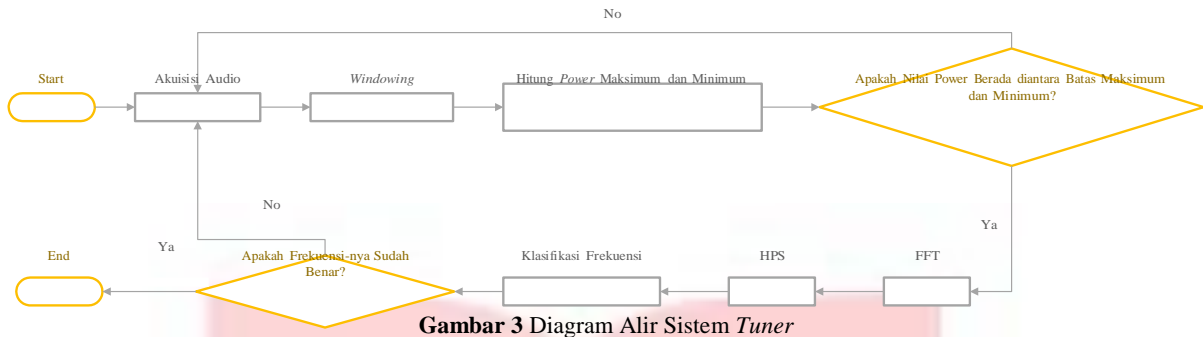 No
Start
Akuisisi Audio
Windowing
Hitung Power Maksimum dan Minimum
Apakah Nilai Power Berada diantara Batas Maksimum
dan Minimum?
No
Ya
Ya
End
Apakah Frekuensi-nya Sudah
Benar?
Klasifikasi Frekuensi
HPS
FFT
Gambar 3 Diagram Alir Sistem Tuner